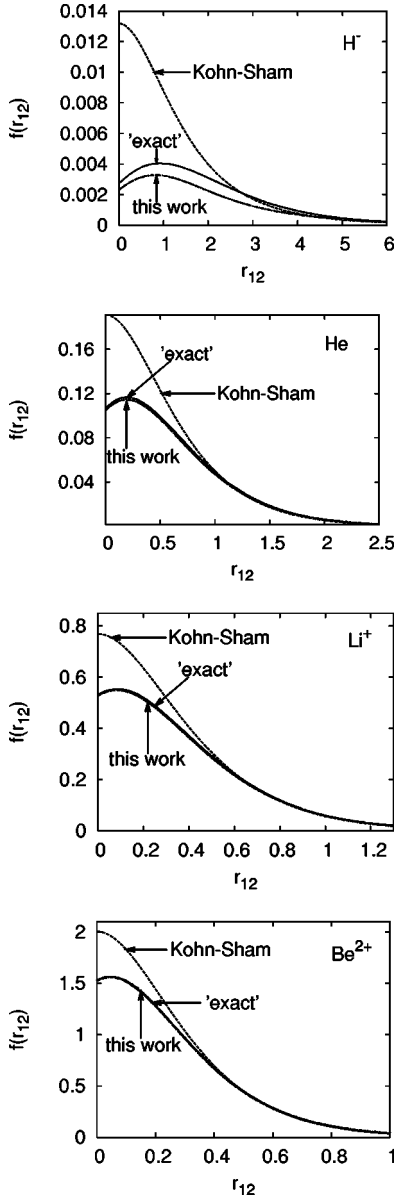 0.014
0.012
0.01
0.008
0.006
0.004
0.002
0
f(r12)
H-
Kohn-Sham
'exact'
this work
0 1 2 3 4 5 6
r12
0.16
0.12
0.08
0.04
f(r12)
He
'exact'
Kohn-Sham
this work
0 0.5 1 1.5 2 2.5
r12
0.8
0.6
0.4
0.2
0
f(r12)
Li+
Kohn-Sham
'exact'
this work
0 0.2 0.4 0.6 0.8 1 1.2
r12
2
1.5
1
0.5
0
f(r12)
Be2+
Kohn-Sham
'exact'
this work
0 0.2 0.4 0.6 0.8 1
r12